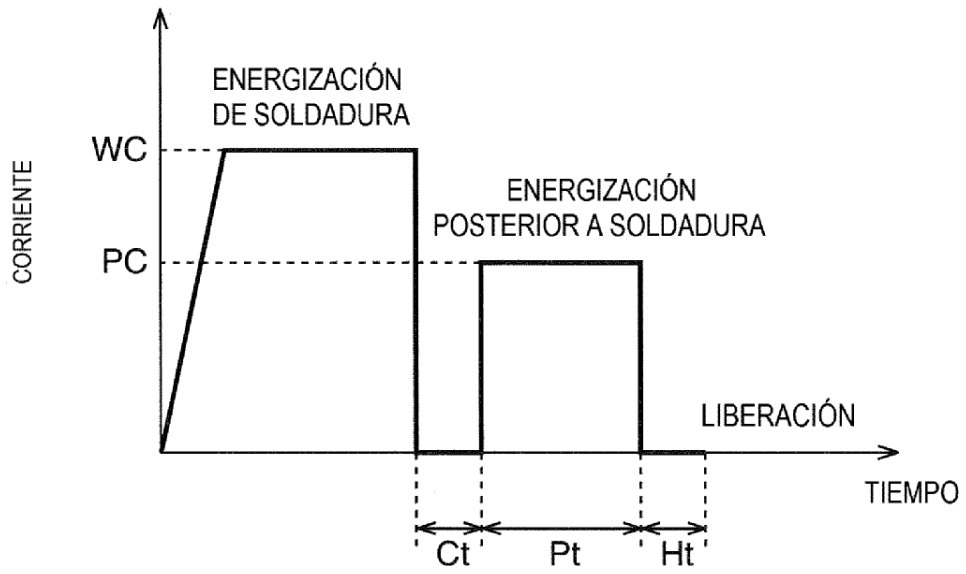 ENERGIZACIÓN
DE SOLDADURA
WC
CORRIENTE
ENERGIZACIÓN
POSTERIOR A SOLDADURA
PC
LIBERACIÓN
TIEMPO
Ct
Pt
Ht